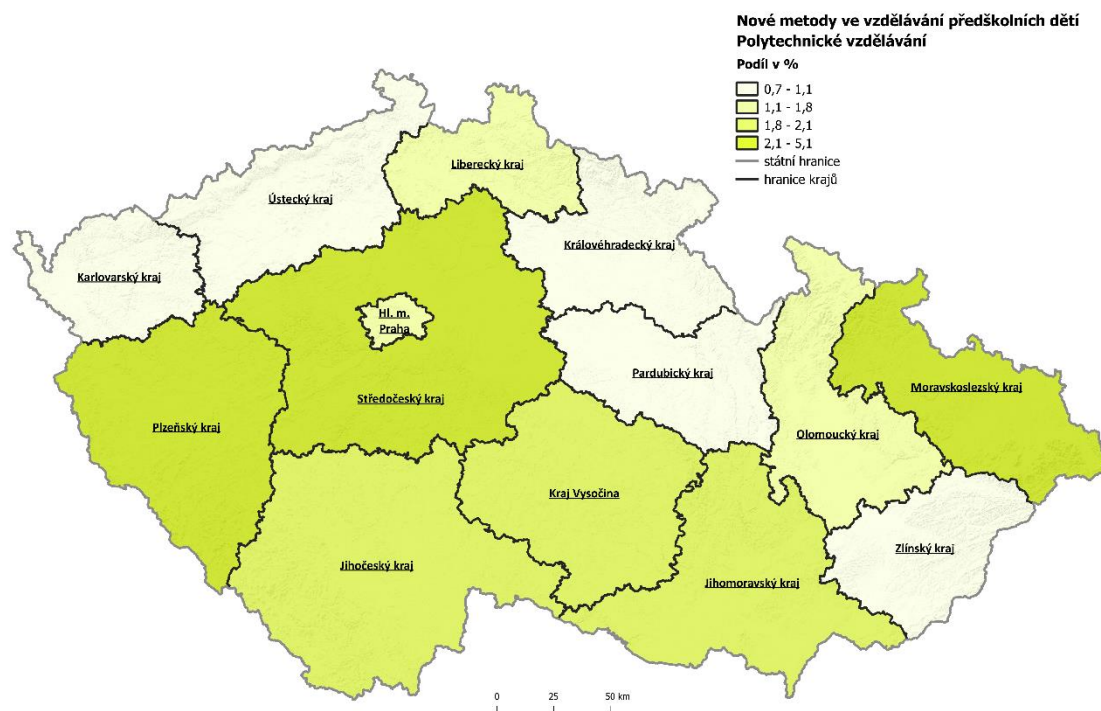 Nové metody ve vzdělávání předškolních dětí
Polytechnické vzdělávání
Podíl v %
0,7 - 1,1
1,1 - 1,8
1,8 - 2,1
2,1 - 5,1
státní hranice
hranice krajů
Liberecký kraj
Ústecký kraj
Královéhradecký kraj
Karlovarský kraj
Hl. m.
Praha
Pardubický kraj
Moravskoslezský kraj
Středočeský kraj
Plzeňský kraj
Olomoucký kraj
Kraj Vysočina
Zlínský kraj
Jihočeský kraj
Jihomoravský kraj
0 25 50 km